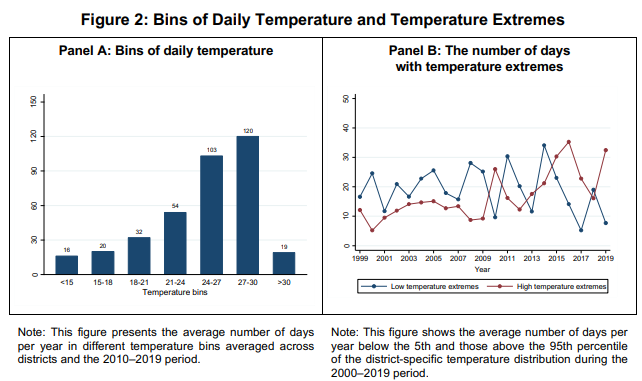 Figure 2: Bins of Daily Temperature and Temperature Extremes
Panel A: Bins of daily temperature
150
120
90
60
30
0
16
20
32
54
103
120
19
<15
15-18
18-21
21-24
24-27
27-30
>30
Temperature bins
Panel B: The number of days
with temperature extremes
50
40
30
20
10
0
1999
2001
2003
2005
2007
2009
2011
2013
2015
2017
2019
Year
Low temperature extremes
High temperature extremes
Note: This figure presents the average number of days
per year in different temperature bins averaged across
districts and the 2010–2019 period.
Note: This figure shows the average number of days per
year below the 5th and those above the 95th percentile
of the district-specific temperature distribution during the
2000–2019 period.